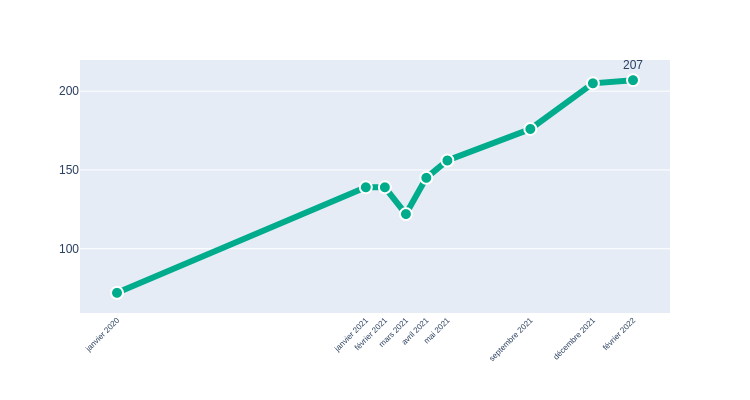 207
200
150
100
janvier 2020
janvier 2021
février 2021
mars 2021
avril 2021
mai 2021
septembre 2021
décembre 2021
février 2022